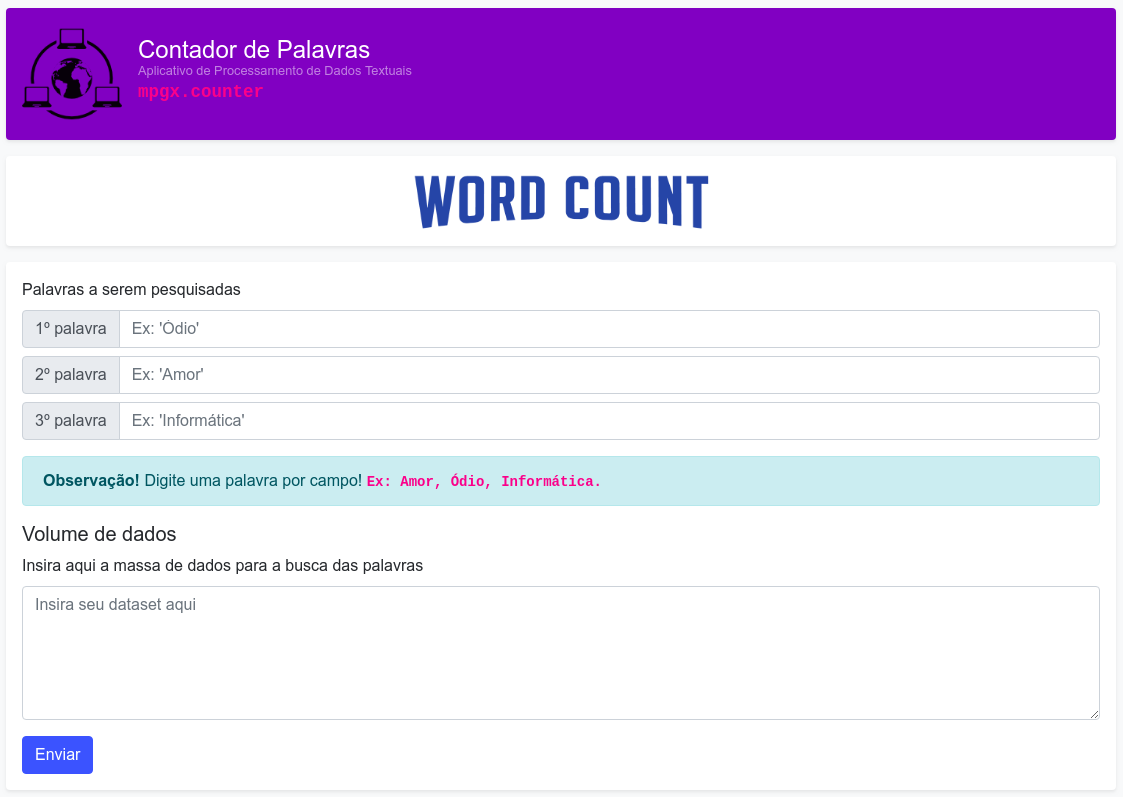 Contador de Palavras
Aplicativo de Processamento de Dados Textuais
mpgx.counter
WORD COUNT
Palavras a serem pesquisadas
1º palavra Ex: 'Ódio'
2º palavra Ex: 'Amor'
3º palavra Ex: 'Informática'
Observação! Digite uma palavra por campo! Ex: Amor, Ódio, Informática.
Volume de dados
Insira aqui a massa de dados para a busca das palavras
Insira seu dataset aqui
Enviar